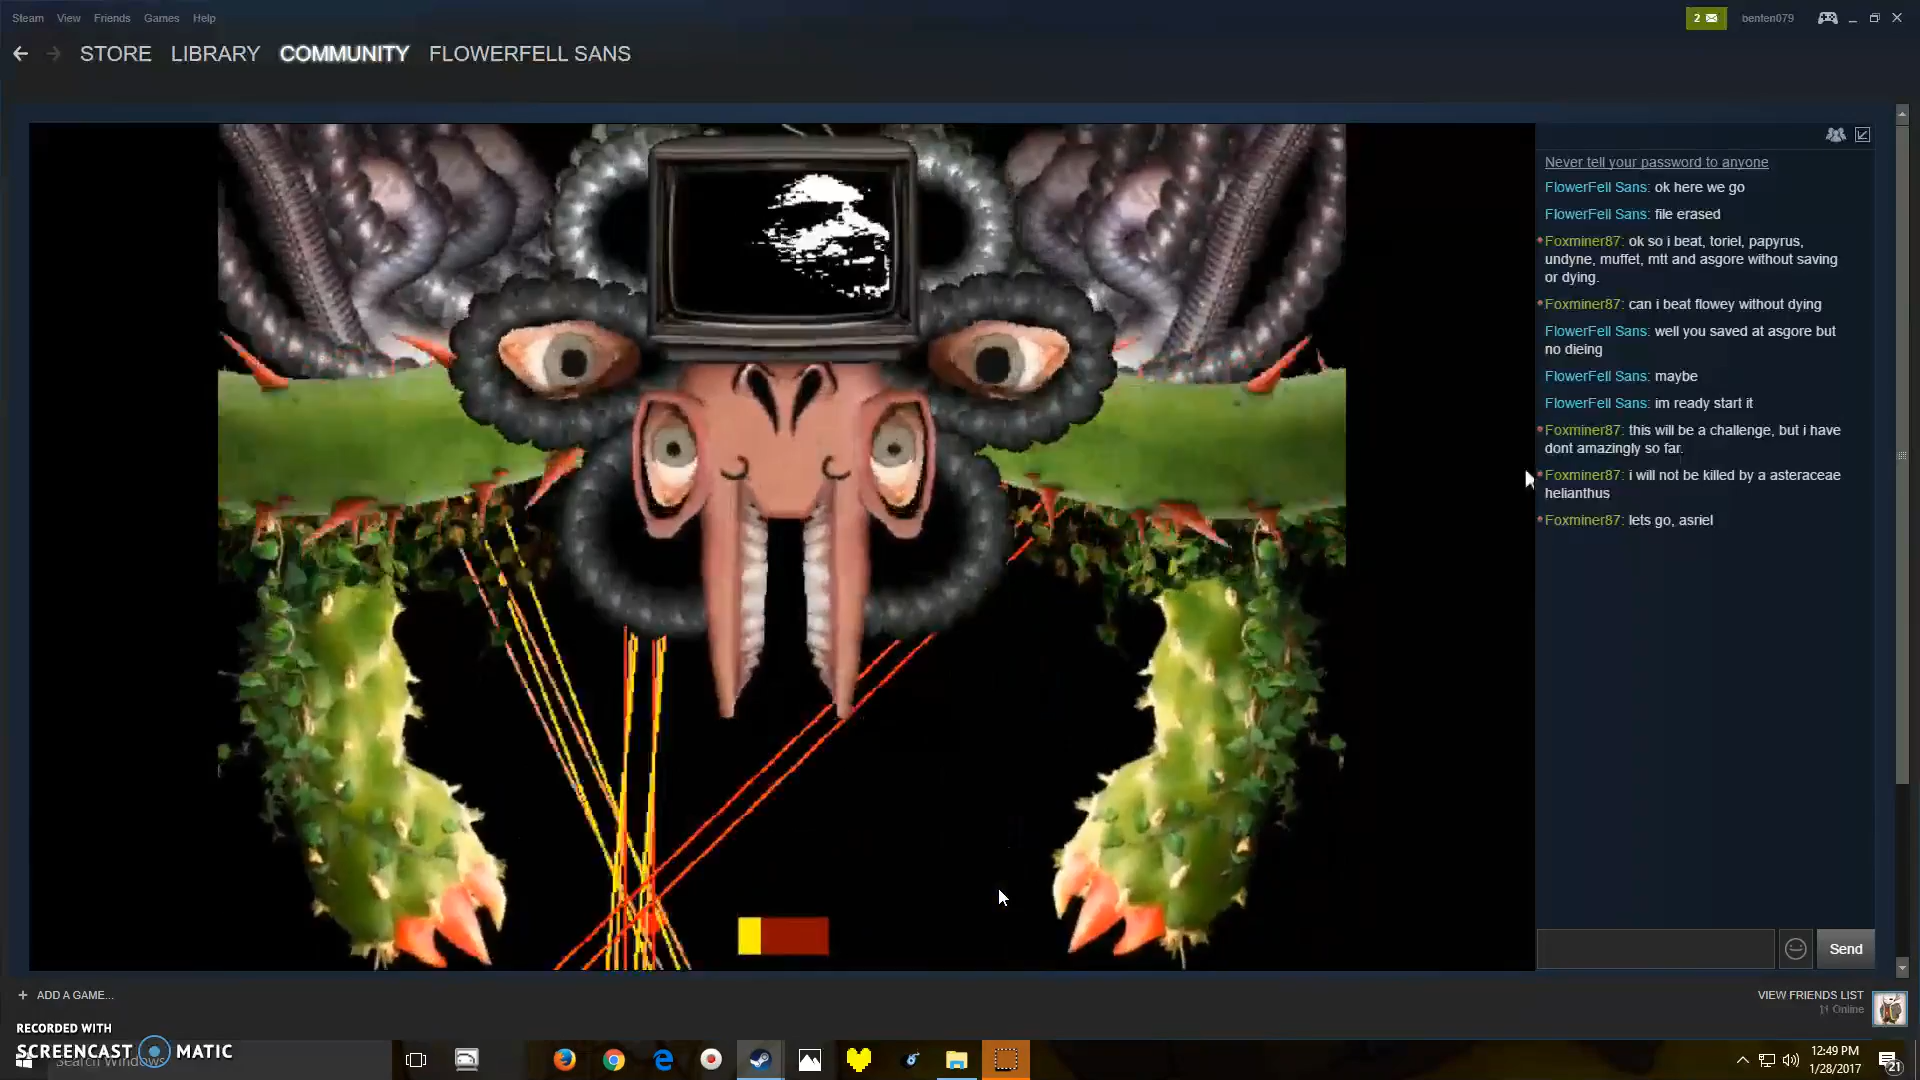 Steam View Friends Games Help
2 benten079
STORE LIBRARY COMMUNITY FLOWERFELL SANS
Never tell your password to anyone
FlowerFell Sans: ok here we go
FlowerFell Sans: file erased
Foxminer87: ok so i beat, toriel, papyrus,
undyne, muffet, mtt and asgore without saving
or dying.
Foxminer87: can i beat flowey without dying
FlowerFell Sans: well you saved at asgore but
no dieing
FlowerFell Sans: maybe
FlowerFell Sans: im ready start it
Foxminer87: this will be a challenge, but i have
dont amazingly so far.
Foxminer87: i will not be killed by a asteraceae
helianthus
Foxminer87: lets go, asriel
Send
+ ADD A GAME...
VIEW FRIENDS LIST
11 Online
RECORDED WITH
SCREENCAST MATIC
Search Windows
12:49 PM
1/28/2017
21